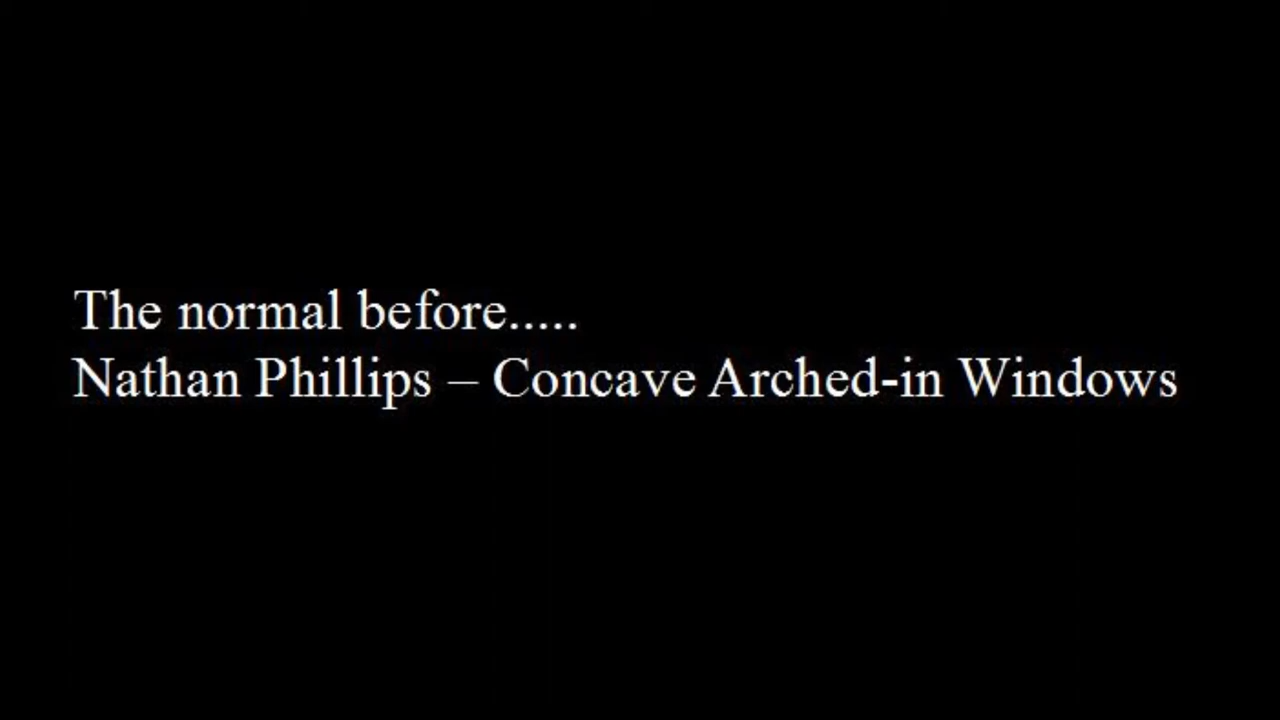 The normal before.....
Nathan Phillips – Concave Arched-in Windows